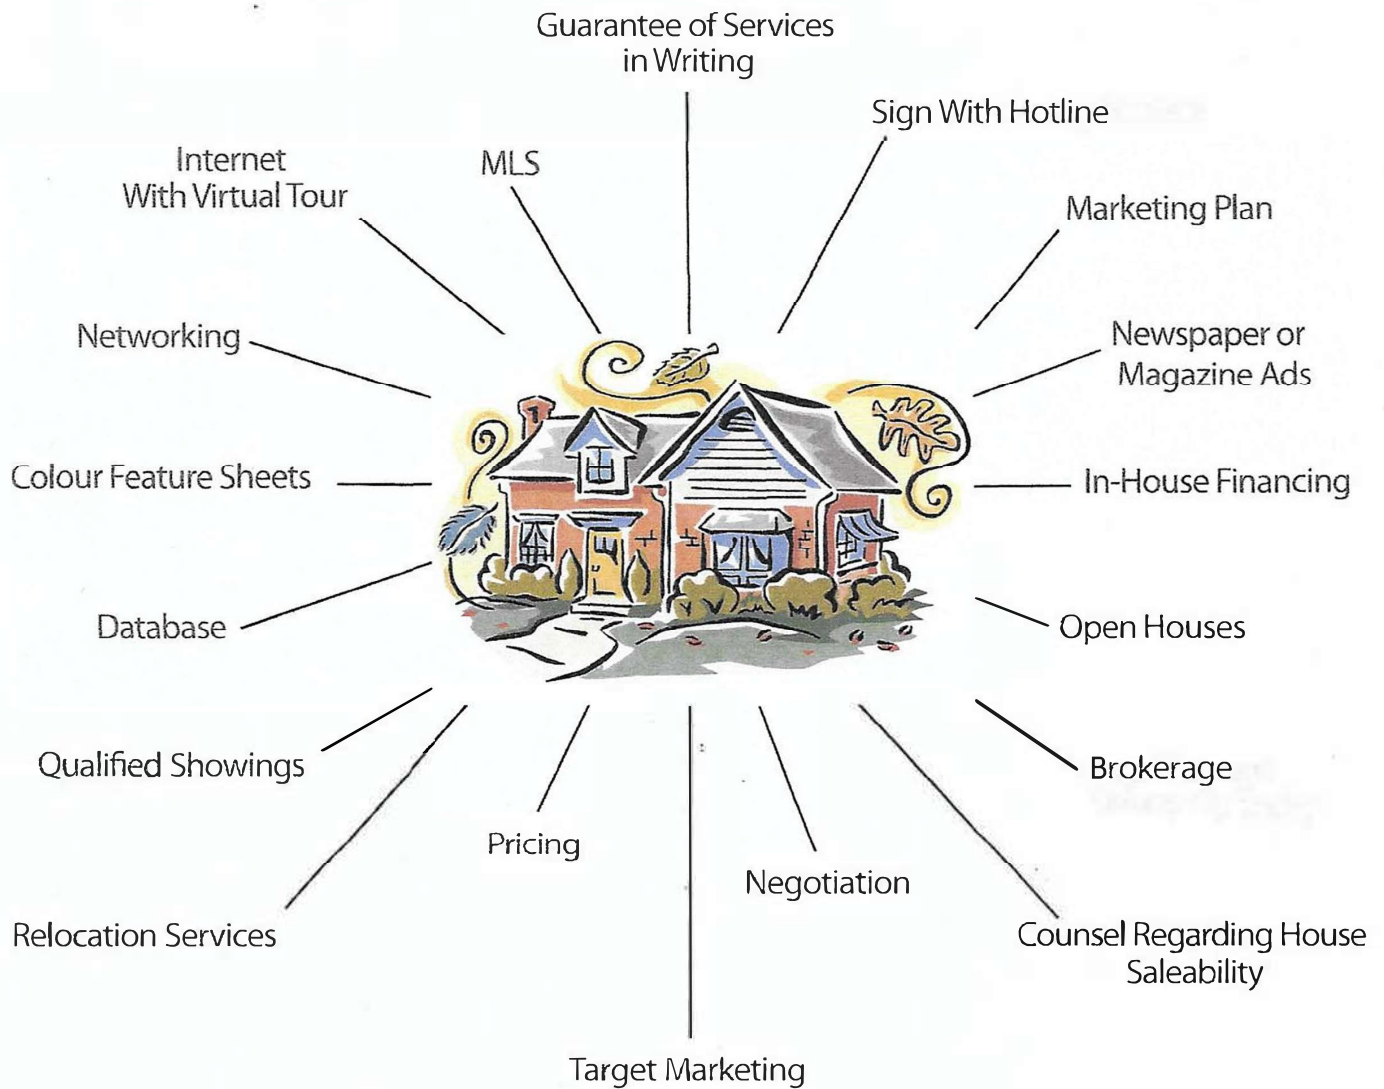 Guarantee of Services
in Writing
Sign With Hotline
MLS
Internet
With Virtual Tour
Marketing Plan
Networking
Newspaper or
Magazine Ads
Colour Feature Sheets
In-House Financing
Database
Open Houses
Qualified Showings
Brokerage
Pricing
Negotiation
Relocation Services
Counsel Regarding House
Saleability
Target Marketing